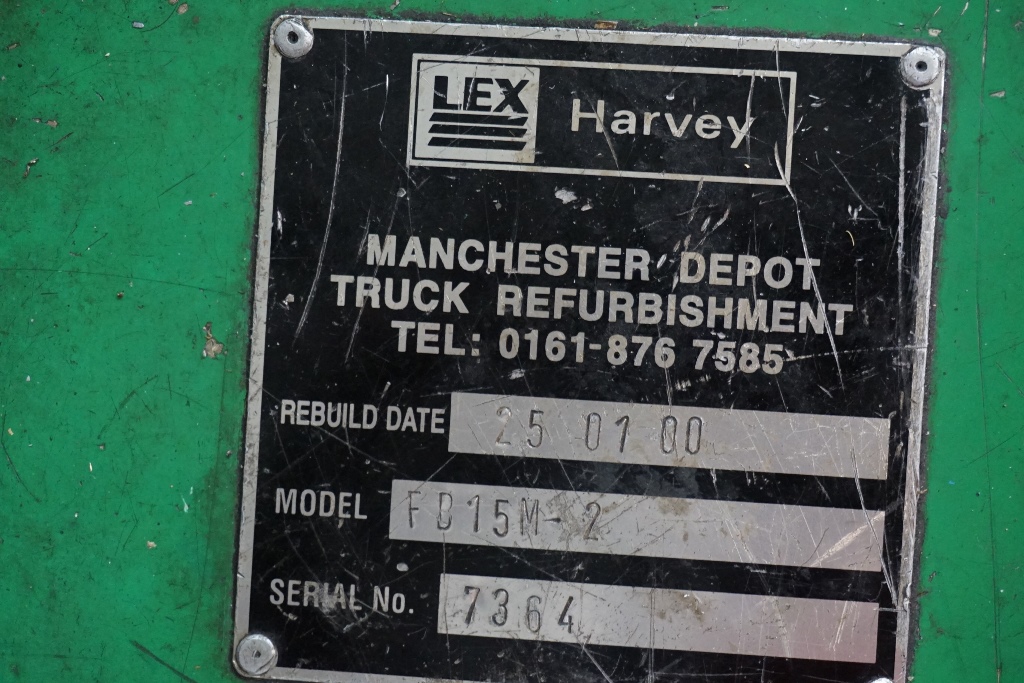 LEX Harvey
MANCHESTER DEPOT
TRUCK REFURBISHMENT
TEL: 0161-876 7585
REBUILD DATE 25 01 00
MODEL FB15M-2
SERIAL No. 7364